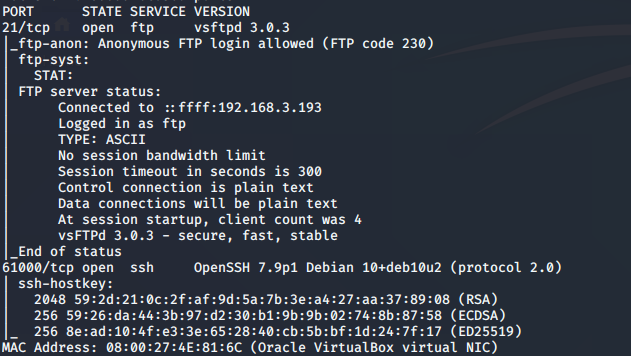 PORT STATE SERVICE VERSION
21/tcp open ftp vsftpd 3.0.3
|_ftp-anon: Anonymous FTP login allowed (FTP code 230)
| ftp-syst:
|   STAT:
| FTP server status:
|      Connected to ::ffff:192.168.3.193
|      Logged in as ftp
|      TYPE: ASCII
|      No session bandwidth limit
|      Session timeout in seconds is 300
|      Control connection is plain text
|      Data connections will be plain text
|      At session startup, client count was 4
|      vsFTPd 3.0.3 - secure, fast, stable
|_End of status
61000/tcp open ssh OpenSSH 7.9p1 Debian 10+deb10u2 (protocol 2.0)
| ssh-hostkey:
|   2048 59:2d:21:0c:2f:af:9d:5a:7b:3e:a4:27:aa:37:89:08 (RSA)
|   256 59:26:da:44:3b:97:d2:30:b1:9b:9b:02:74:8b:87:58 (ECDSA)
|_  256 8e:ad:10:4f:e3:3e:65:28:40:cb:5b:bf:1d:24:7f:17 (ED25519)
MAC Address: 08:00:27:4E:81:6C (Oracle VirtualBox virtual NIC)